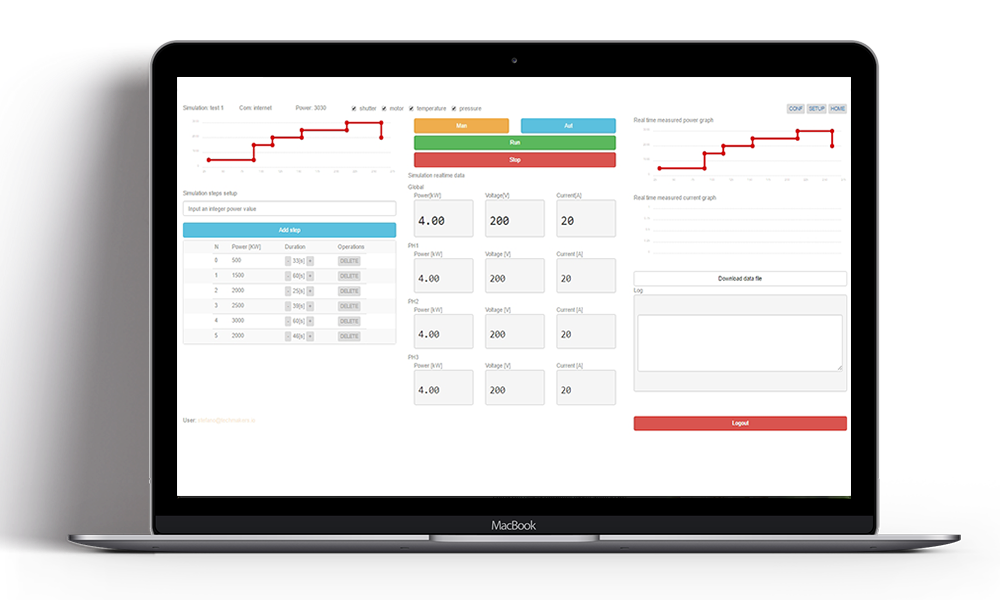 Simulation: text 1 Com: internet Power: 3030 shutter motor temperature pressure
CONF SETUP HOME
Man Aut
Run
Stop
Simulation realtime data
Global
Power[kW] Voltage[V] Current[A]
4.00 200 20
PH1
Power [kW] Voltage [V] Current [A]
4.00 200 20
PH2
Power [kW] Voltage [V] Current [A]
4.00 200 20
PH3
Power [kW] Voltage [V] Current [A]
4.00 200 20
Simulation steps setup
Input an integer power value
Add step
N Power [KW] Duration Operations
0 500 - 33[s] + DELETE
1 1500 - 60[s] + DELETE
2 2000 - 25[s] + DELETE
3 2500 - 39[s] + DELETE
4 3000 - 60[s] + DELETE
5 2000 - 46[s] + DELETE
User:
Real time measured power graph
Real time measured current graph
Download data file
Log
Logout
MacBook